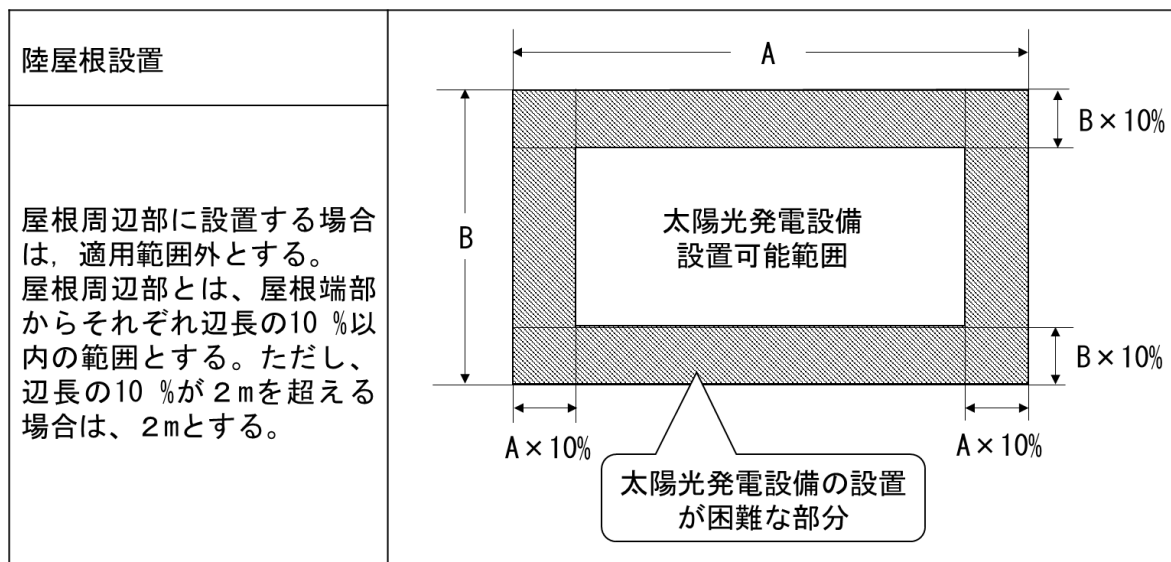 陸屋根設置
屋根周辺部に設置する場合
は，適用範囲外とする。
屋根周辺部とは、屋根端部
からそれぞれ辺長の10 %以
内の範囲とする。ただし、
辺長の10 %が２mを超える
場合は、２mとする。
A
B×10%
B
太陽光発電設備
設置可能範囲
B×10%
A×10%
A×10%
太陽光発電設備の設置
が困難な部分